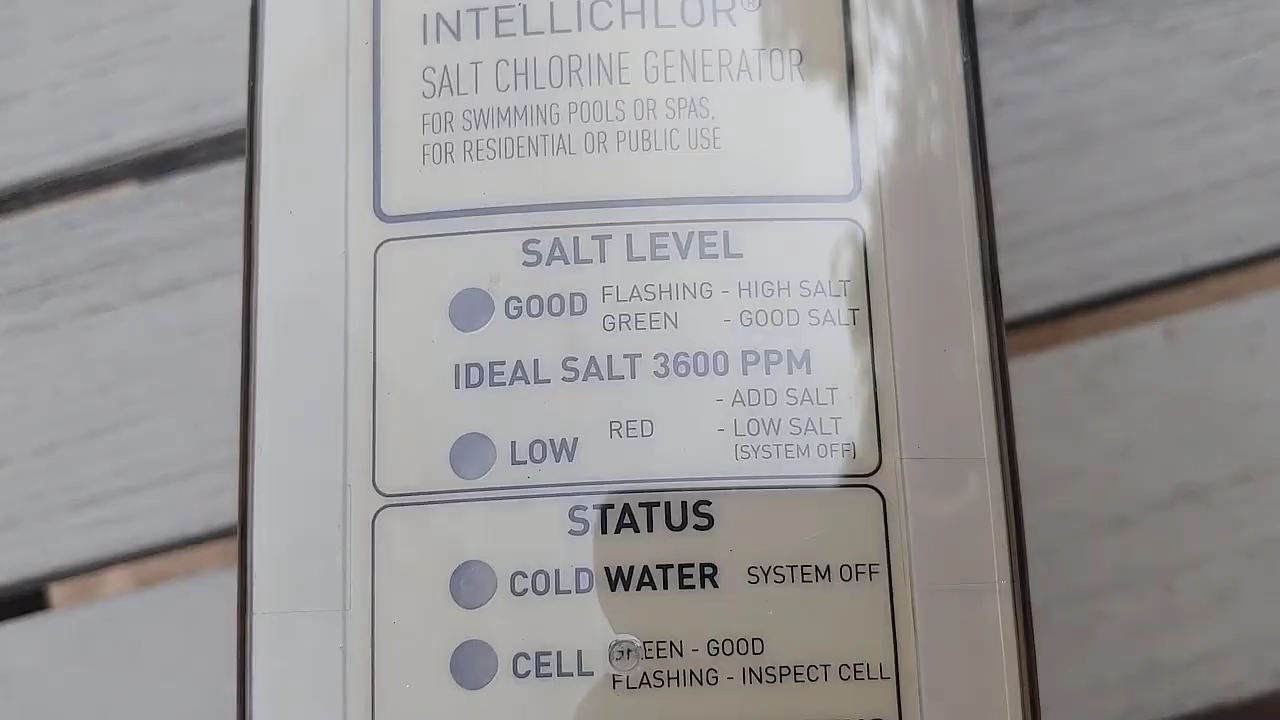 INTELLICHLOR®
SALT CHLORINE GENERATOR
FOR SWIMMING POOLS OR SPAS,
FOR RESIDENTIAL OR PUBLIC USE
SALT LEVEL
GOOD FLASHING - HIGH SALT
GREEN - GOOD SALT
IDEAL SALT 3600 PPM
- ADD SALT
LOW RED - LOW SALT
(SYSTEM OFF)
STATUS
COLD WATER SYSTEM OFF
CELL GREEN - GOOD
FLASHING - INSPECT CELL